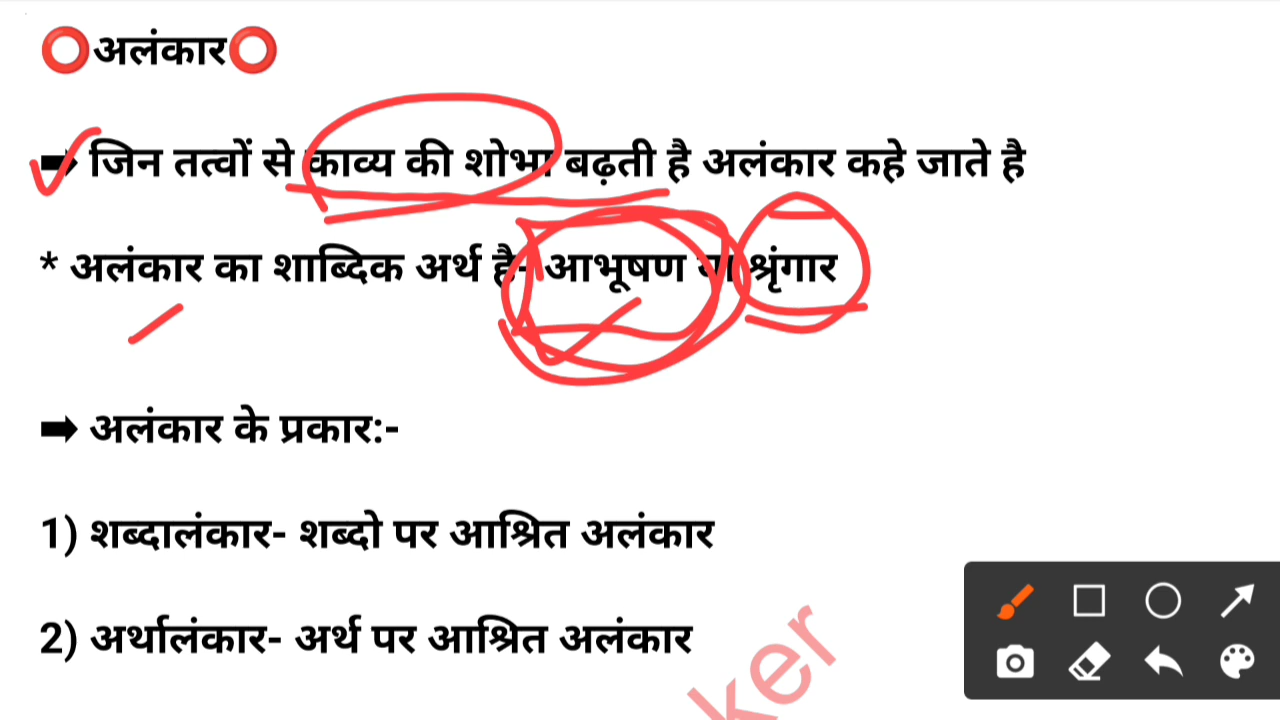 ⭕अलंकार⭕
➡ जिन तत्वों से काव्य की शोभा बढ़ती है अलंकार कहे जाते है
* अलंकार का शाब्दिक अर्थ है- आभूषण या श्रृंगार
➡ अलंकार के प्रकार:-
1) शब्दालंकार- शब्दो पर आश्रित अलंकार
2) अर्थालंकार- अर्थ पर आश्रित अलंकार
ker